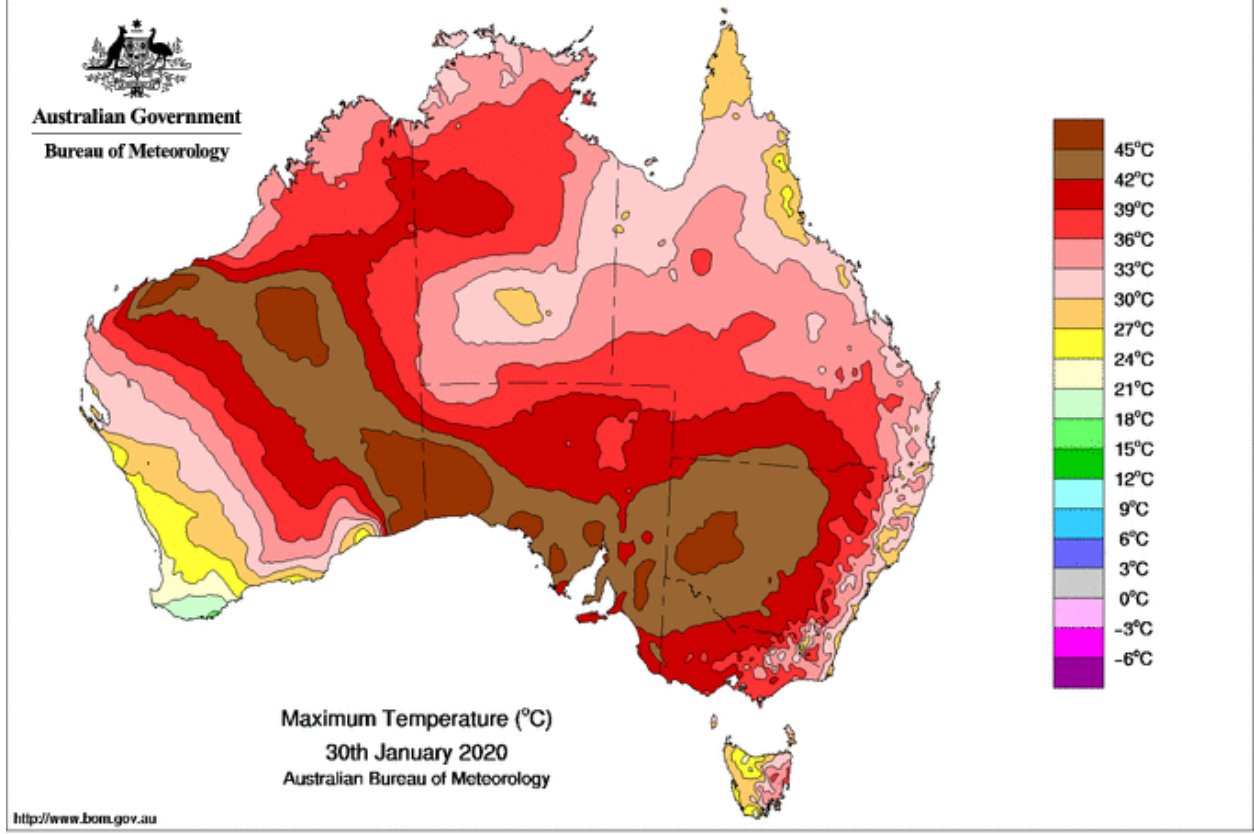 Australian Government
Bureau of Meteorology
45°C
42°C
39°C
36°C
33°C
30°C
27°C
24°C
21°C
18°C
15°C
12°C
9°C
6°C
3°C
0°C
-3°C
-6°C
Maximum Temperature (°C)
30th January 2020
Australian Bureau of Meteorology
http://www.bom.gov.au